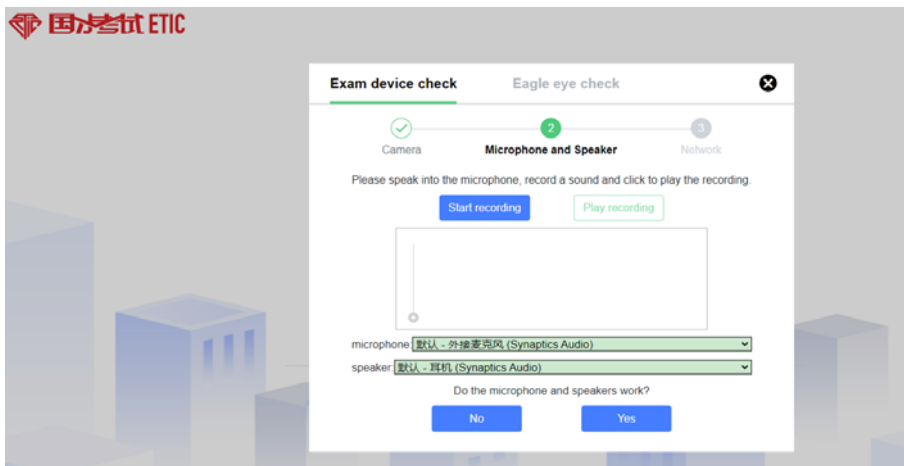 国才考试 ETIC
Exam device check Eagle eye check
2 3
Camera Microphone and Speaker Network
Please speak into the microphone, record a sound and click to play the recording.
Start recording Play recording
microphone: 默认 - 外接麦克风 (Synaptics Audio)
speaker: 默认 - 耳机 (Synaptics Audio)
Do the microphone and speakers work?
No Yes